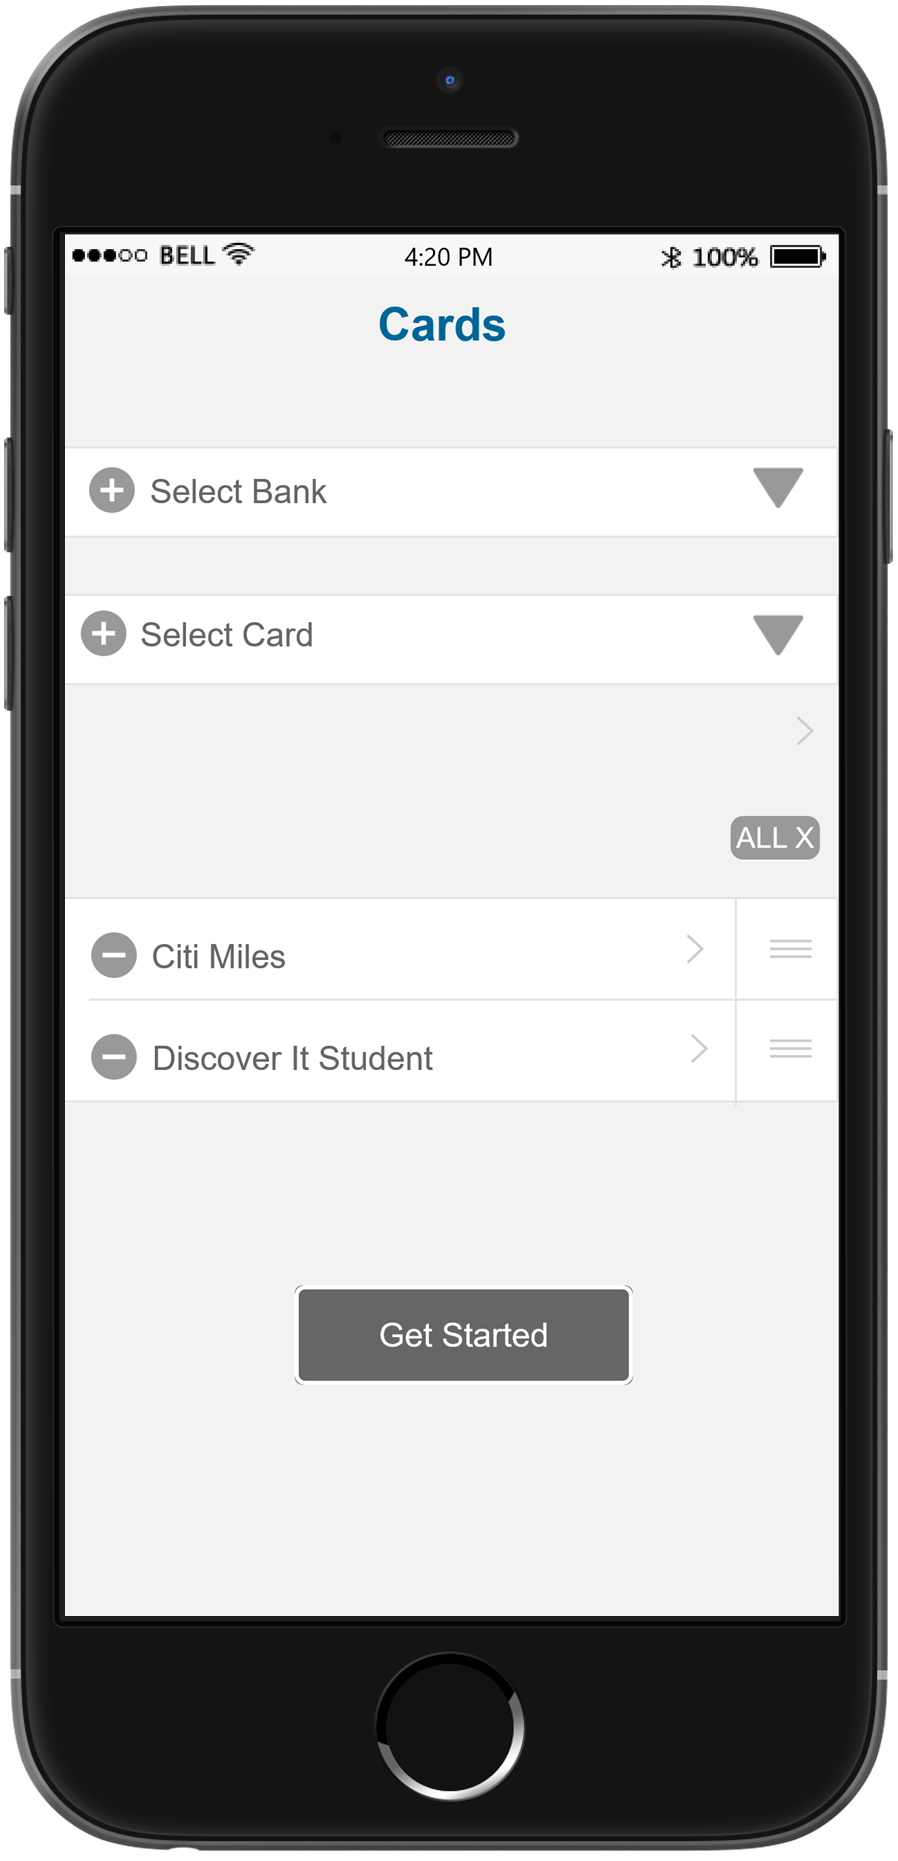 BELL 4:20 PM 100%
Cards
Select Bank
Select Card
ALL X
Citi Miles
Discover It Student
Get Started